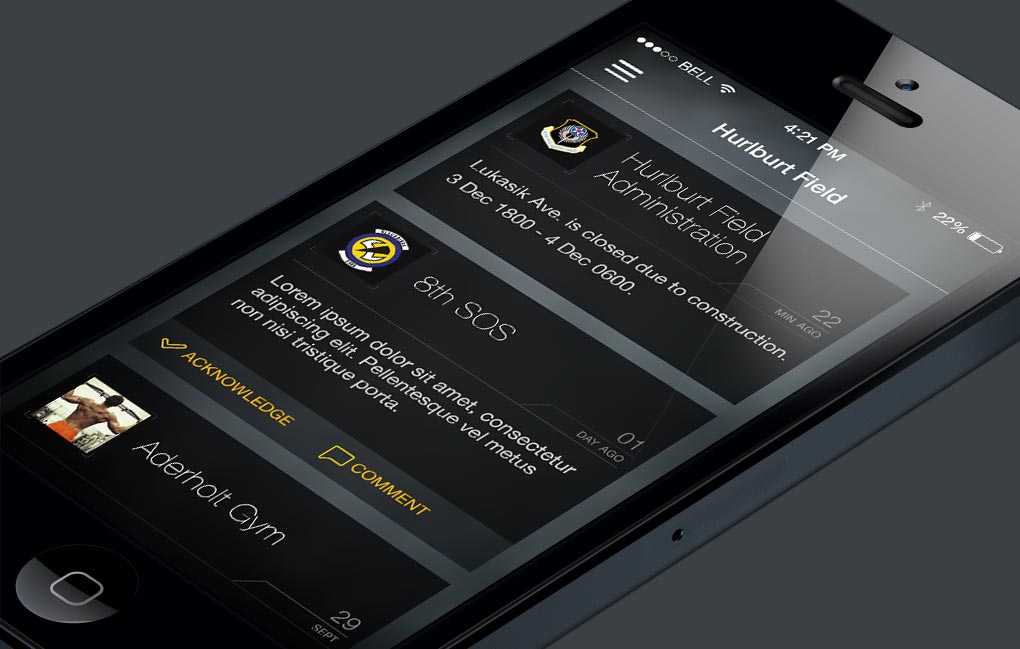 BELL
4:21 PM
22%
Hurlburt Field
Hurlburt Field
Administration
Lukasik Ave. is closed due to construction.
3 Dec 1800 - 4 Dec 0600.
22
MIN AGO
8th SOS
Lorem ipsum dolor sit amet, consectetur
adipiscing elit. Pellentesque vel metus
non nisi tristique porta.
01
DAY AGO
ACKNOWLEDGE
COMMENT
Aderholt Gym
29
SEPT